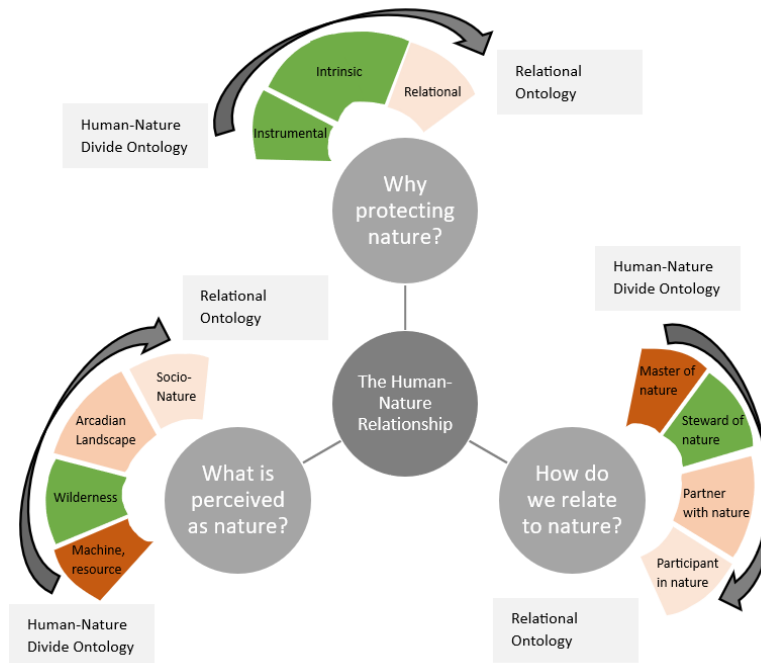 Intrinsic
Relational
Instrumental
Relational
Ontology
Human-Nature
Divide Ontology
Why
protecting
nature?
Human-Nature
Divide Ontology
Relational
Ontology
The Human-
Nature
Relationship
Socio-
Nature
Arcadian
Landscape
Wilderness
Machine,
resource
What is
perceived
as nature?
Human-Nature
Divide Ontology
Master of
nature
Steward of
nature
Partner
with nature
Participant
in nature
How do
we relate
to nature?
Relational
Ontology